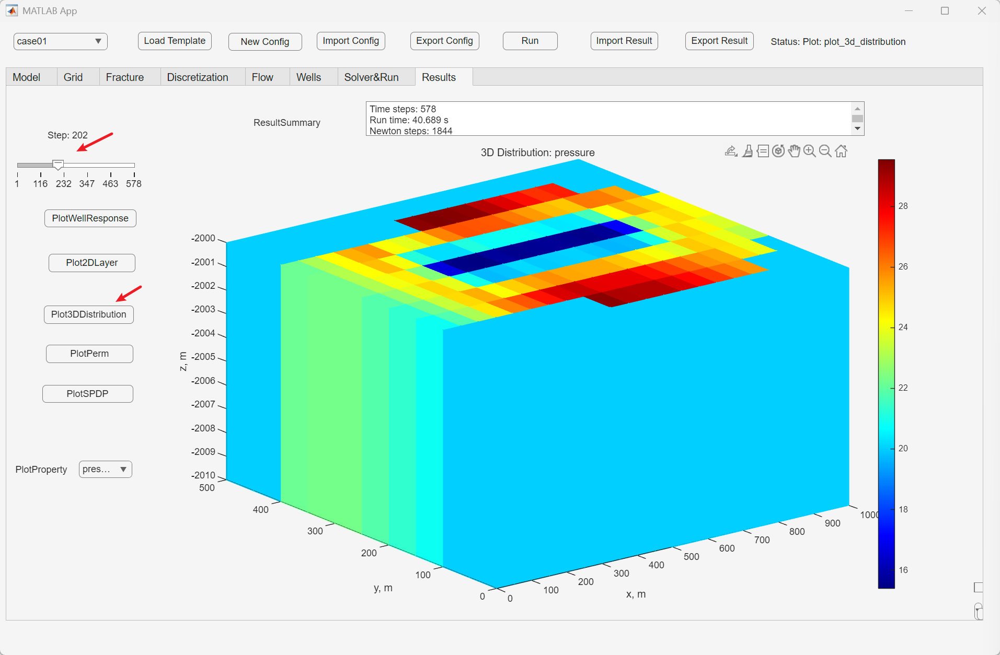 MATLAB App
case01
Load Template
New Config
Import Config
Export Config
Run
Import Result
Export Result
Status: Plot: plot_3d_distribution
Model
Grid
Fracture
Discretization
Flow
Wells
Solver&Run
Results
ResultSummary
Time steps: 578
Run time: 40.689 s
Newton steps: 1844
Step: 202
1 116 232 347 463 578
PlotWellResponse
Plot2DLayer
Plot3DDistribution
PlotPerm
PlotSPDP
PlotProperty
pres...
3D Distribution: pressure
z, m
-2000
-2001
-2002
-2003
-2004
-2005
-2006
-2007
-2008
-2009
-2010
500
400
300
200
100
0
y, m
0
100
200
300
400
500
600
700
800
900
1000
x, m
28
26
24
22
20
18
16